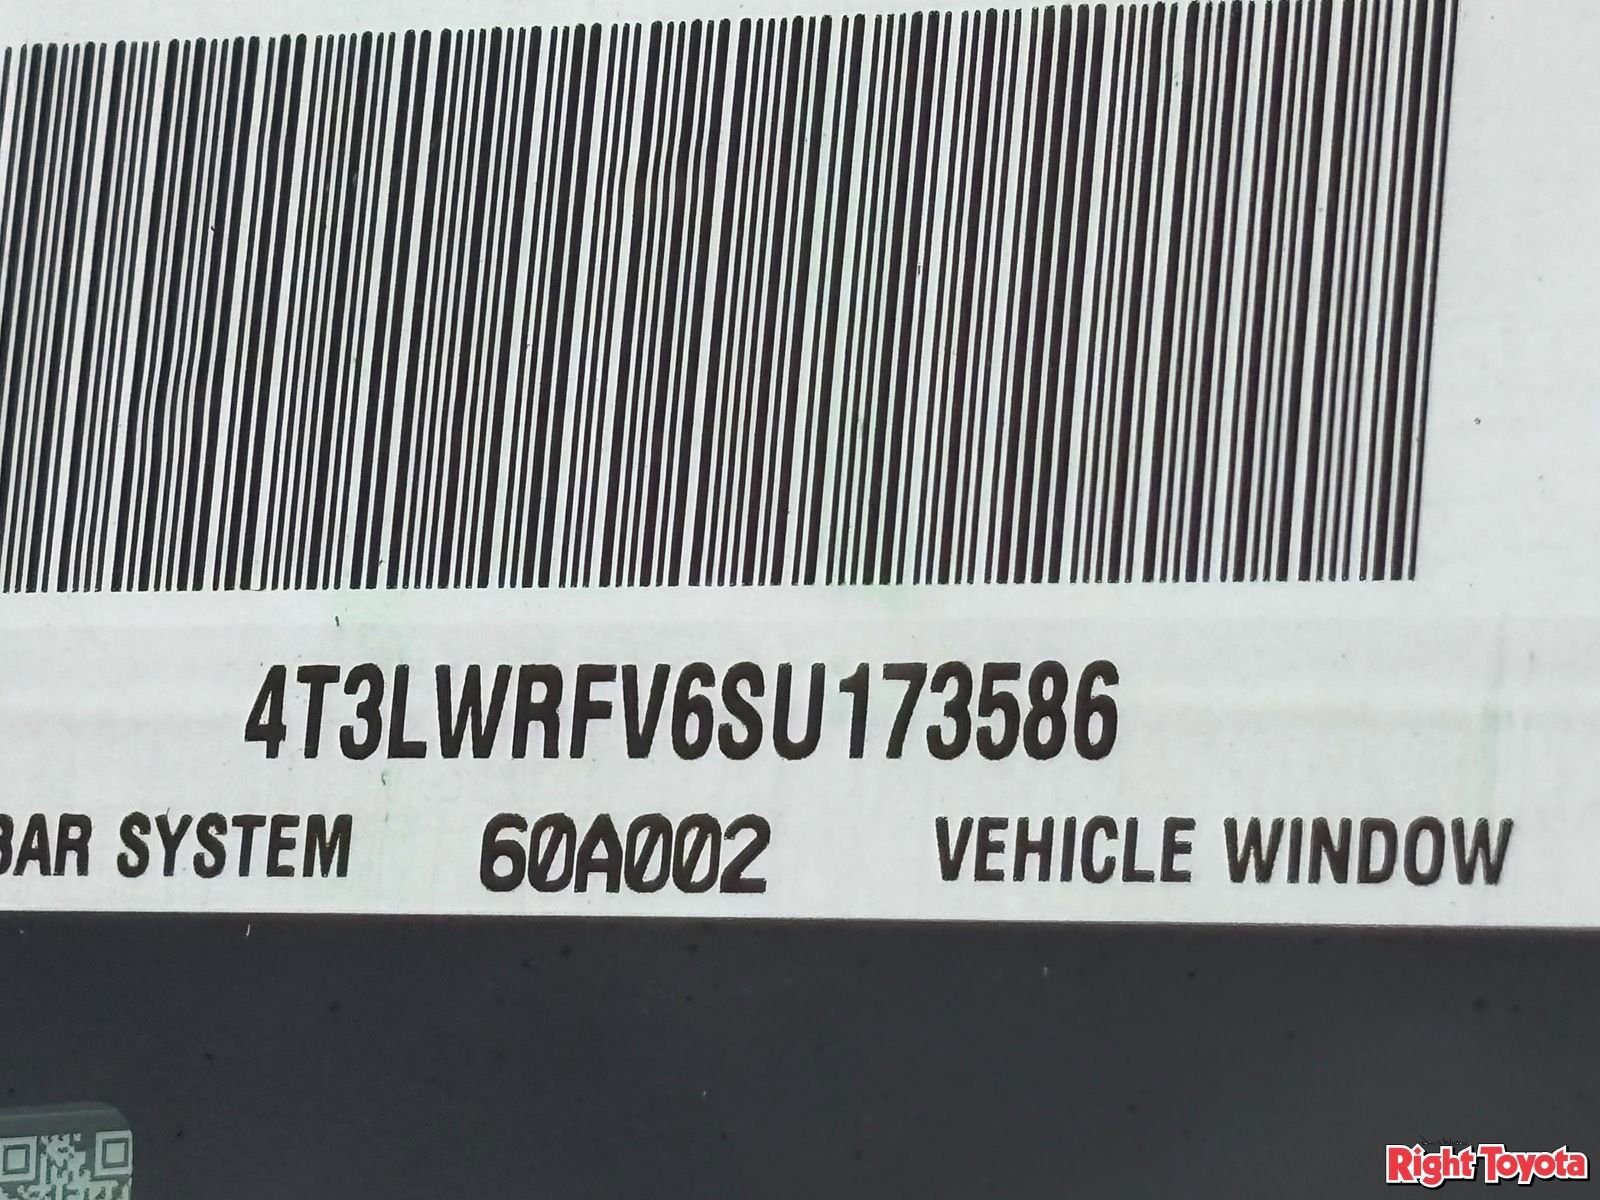 4T3LWRFV6SU173586
BAR SYSTEM 60A002 VEHICLE WINDOW
Right Toyota